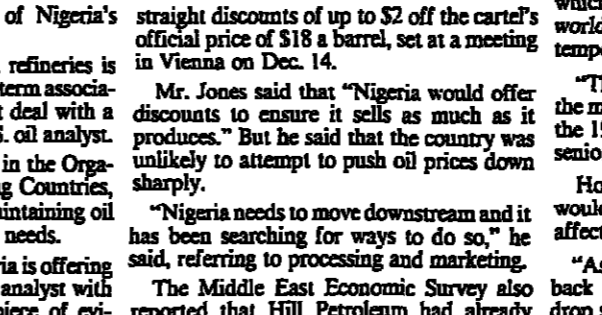 of Nigeria's
refineries is
term associa-
deal with a
oil analyst.
in the Orga-
Countries,
maintaining oil
needs.
is offering
analyst with
piece of evi-
straight discounts of up to $2 off the cartel's
official price of $18 a barrel, set at a meeting
in Vienna on Dec. 14.
Mr. Jones said that "Nigeria would offer
discounts to ensure it sells as much as it
produces." But he said that the country was
unlikely to attempt to push oil prices down
sharply.
"Nigeria needs to move downstream and it
has been searching for ways to do so," he
said, referring to processing and marketing.
The Middle East Economic Survey also
reported that Hill Petroleum had already
which
world
the m
the 1
senio
Ho
would
affect
"As
back
drop